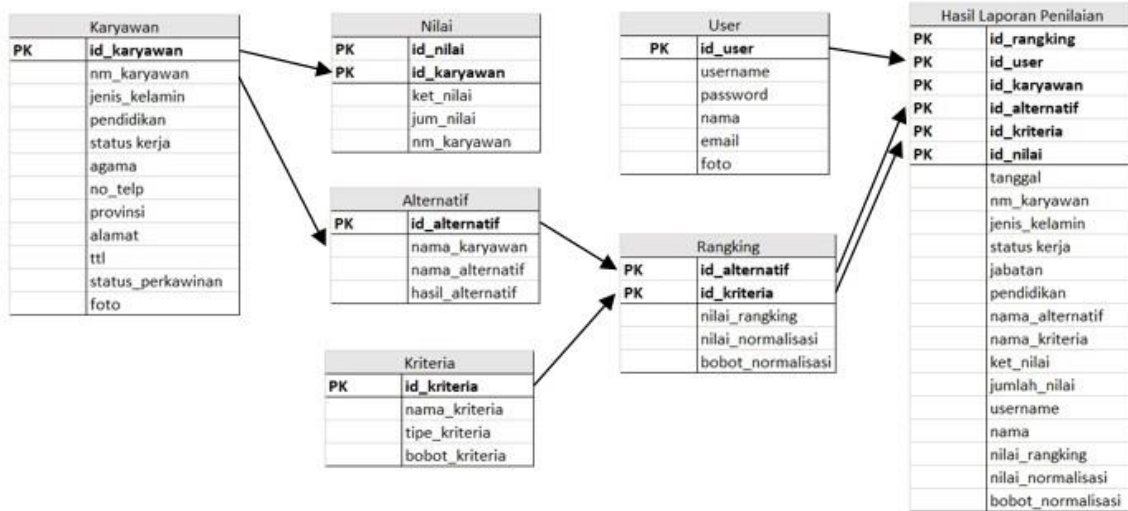 Karyawan
PK id_karyawan
nm_karyawan
jenis_kelamin
pendidikan
status kerja
agama
no_telp
provinsi
alamat
ttl
status_perkawinan
foto
Nilai
PK id_nilai
PK id_karyawan
ket_nilai
jum_nilai
nm_karyawan
Alternatif
PK id_alternatif
nama_karyawan
nama_alternatif
hasil_alternatif
Kriteria
PK id_kriteria
nama_kriteria
tipe_kriteria
bobot_kriteria
User
PK id_user
username
password
nama
email
foto
Rangking
PK id_alternatif
PK id_kriteria
nilai_rangking
nilai_normalisasi
bobot_normalisasi
Hasil Laporan Penilaian
PK id_rangking
PK id_user
PK id_karyawan
PK id_alternatif
PK id_kriteria
PK id_nilai
tanggal
nm_karyawan
jenis_kelamin
status kerja
jabatan
pendidikan
nama_alternatif
nama_kriteria
ket_nilai
jumlah_nilai
username
nama
nilai_rangking
nilai_normalisasi
bobot_normalisasi